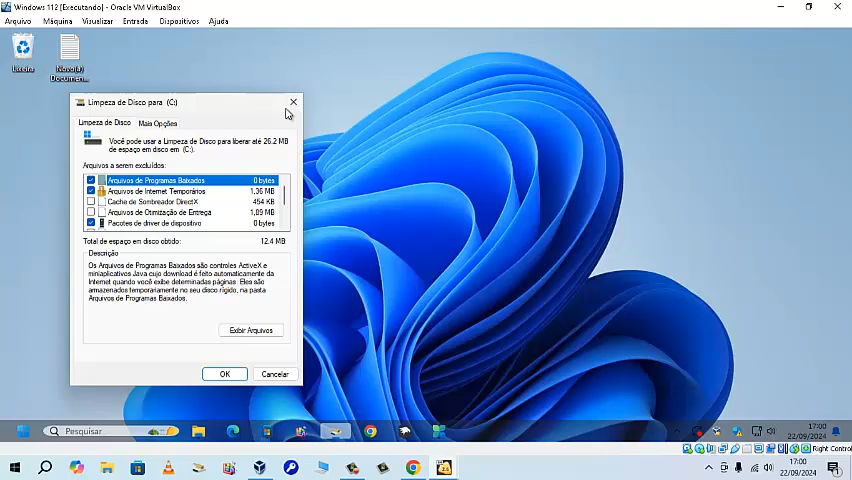 Windows 112 [Executando] - Oracle VM VirtualBox
Arquivo Máquina Visualizar Entrada Dispositivos Ajuda
Lixeira
Novo(a) Documen...
Limpeza de Disco para (C:)
Limpeza de Disco Mais Opções
Você pode usar a Limpeza de Disco para liberar até 26.2 MB
de espaço em disco em (C:).
Arquivos a serem excluídos:
Arquivos de Programas Baixados 0 bytes
Arquivos de Internet Temporários 1,36 MB
Cache de Sombreador DirectX 454 KB
Arquivos de Otimização de Entrega 1,09 MB
Pacotes de driver de dispositivo 0 bytes
Total de espaço em disco obtido: 12.4 MB
Descrição
Os Arquivos de Programas Baixados são controles ActiveX e
miniaplicativos Java cujo download é feito automaticamente da
Internet quando você exibe determinadas páginas. Eles são
armazenados temporariamente no seu disco rígido, na pasta
Arquivos de Programas Baixados.
Exibir Arquivos
OK Cancelar
Pesquisar
17:00
22/09/2024
Right Control
17:00
22/09/2024